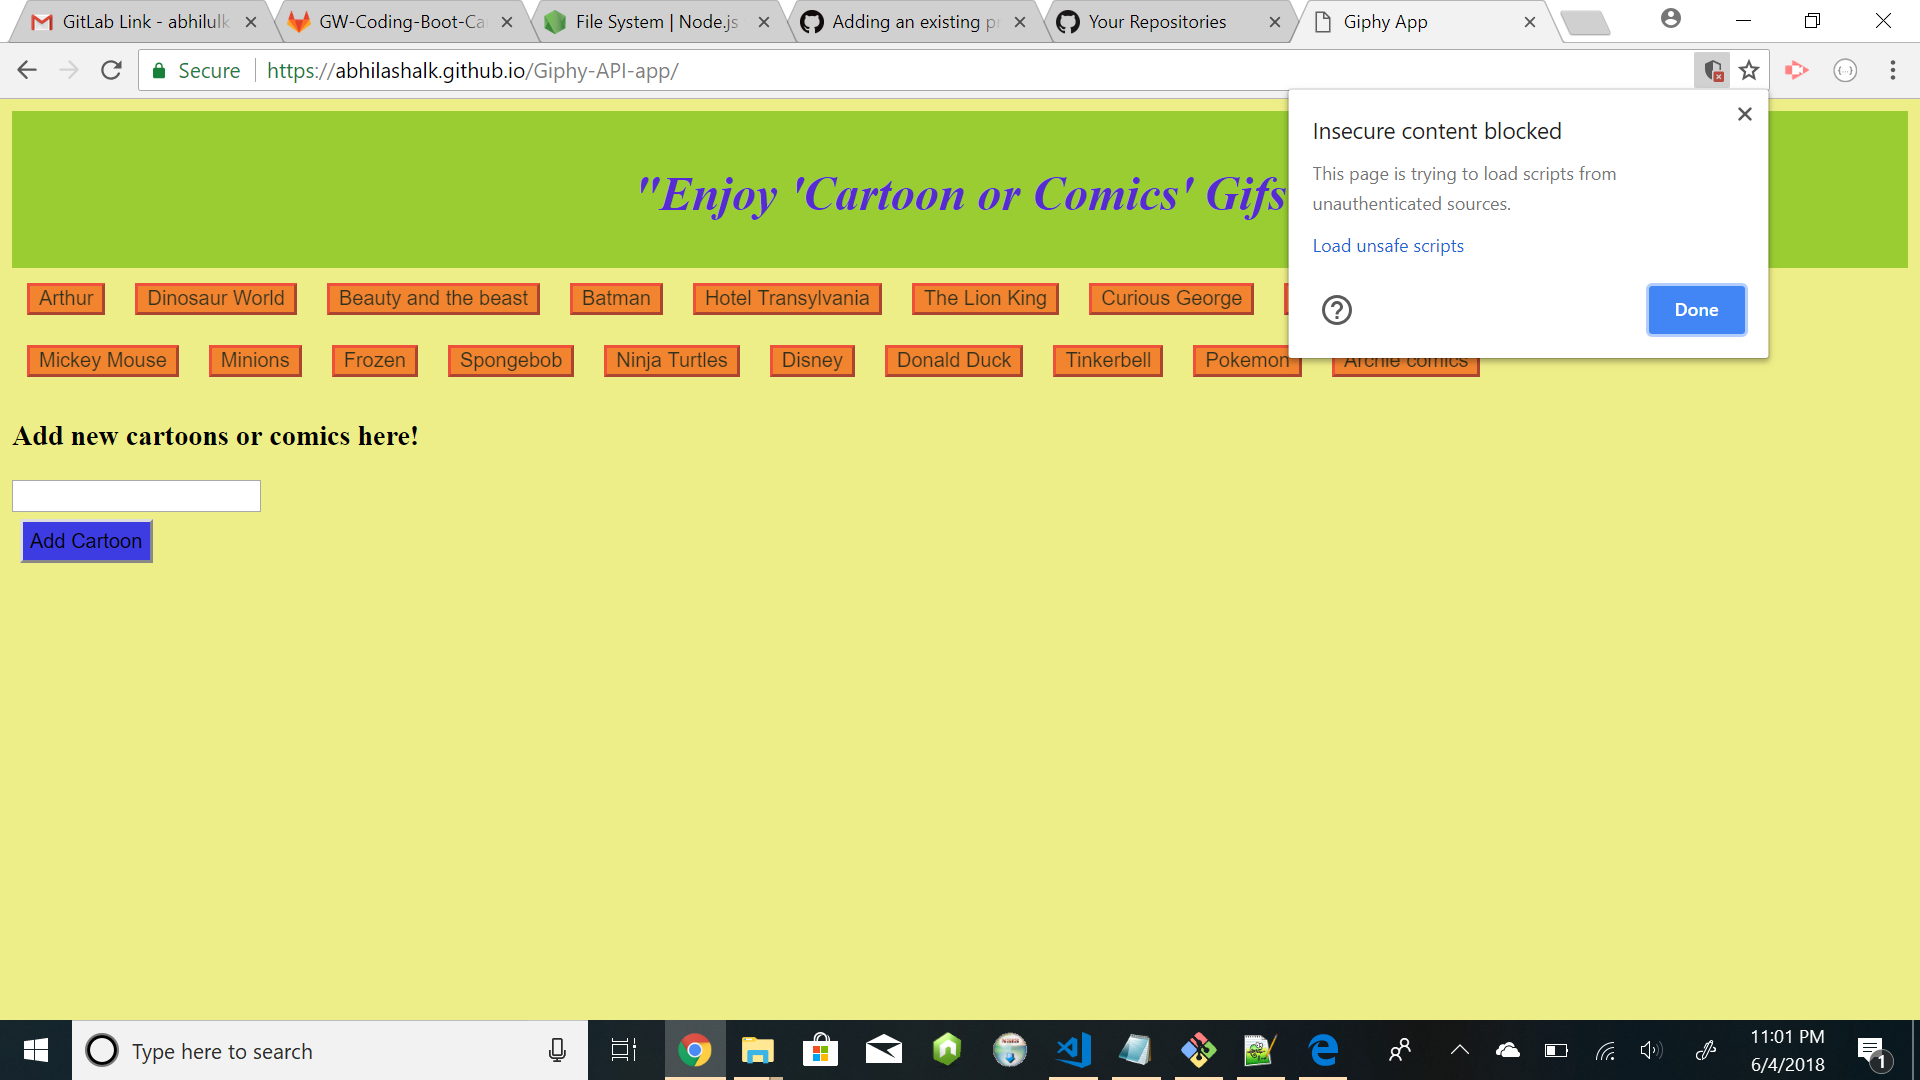 GitLab Link - abhilulk
GW-Coding-Boot-Ca
File System | Node.js
Adding an existing p
Your Repositories
Giphy App
Secure
https://abhilashalk.github.io/Giphy-API-app/
"Enjoy 'Cartoon or Comics' Gifs
Insecure content blocked
This page is trying to load scripts from
unauthenticated sources.
Load unsafe scripts
Done
Arthur
Dinosaur World
Beauty and the beast
Batman
Hotel Transylvania
The Lion King
Curious George
Mickey Mouse
Minions
Frozen
Spongebob
Ninja Turtles
Disney
Donald Duck
Tinkerbell
Pokemon
Archie comics
Add new cartoons or comics here!
Add Cartoon
Type here to search
11:01 PM
6/4/2018
1